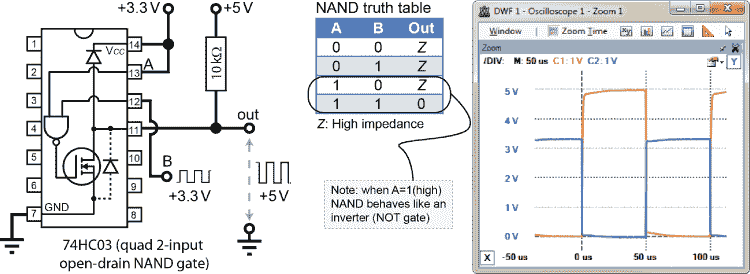 +3.3 V
+5 V
1
2
3
4
5
6
7
14
13
12
11
10
9
8
VCC
A
10 kΩ
out
B
+3.3 V
+5 V
GND
74HC03 (quad 2-input
open-drain NAND gate)
NAND truth table
A B Out
0 0 Z
0 1 Z
1 0 Z
1 1 0
Z: High impedance
Note: when A=1(high)
NAND behaves like an
inverter (NOT gate)
DWF 1 - Oscilloscope 1 - Zoom 1
Window Zoom Time
Zoom
/DIV: M: 50 us C1: 1 V C2: 1 V
Y
5 V
4 V
3 V
2 V
1 V
0 V
X -50 us 0 us 50 us 100 us